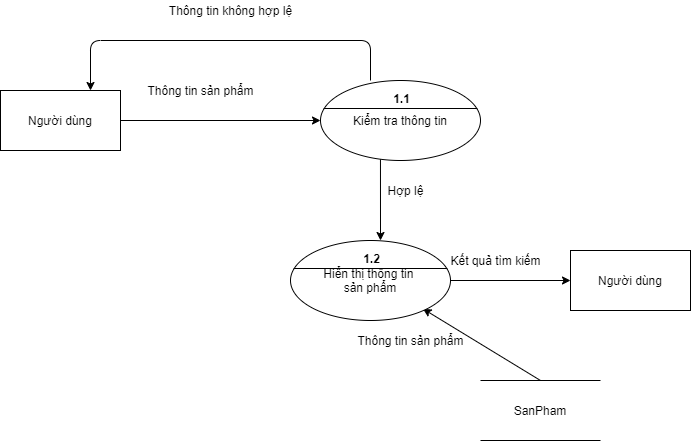 Thông tin không hợp lệ
Thông tin sản phẩm
Người dùng
1.1
Kiểm tra thông tin
Hợp lệ
1.2
Hiển thị thông tin
sản phẩm
Kết quả tìm kiếm
Người dùng
Thông tin sản phẩm
SanPham